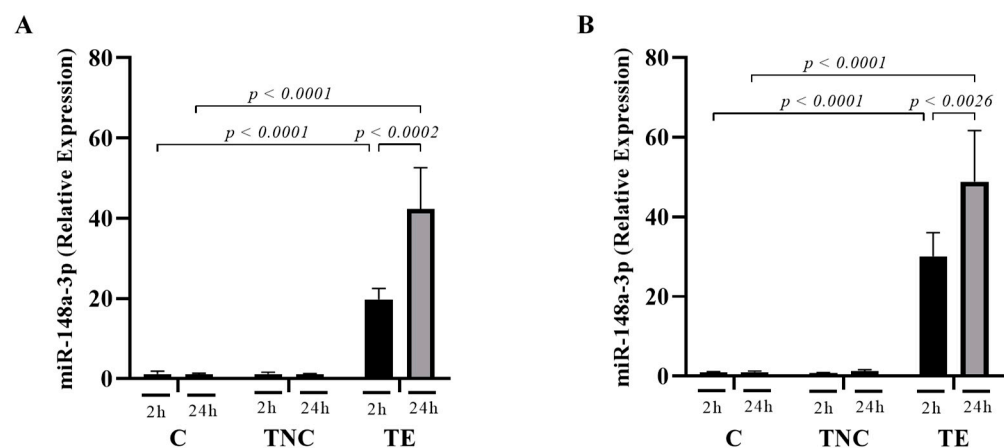 A
miR-148a-3p (Relative Expression)
80
60
40
20
0
p < 0.0001
p < 0.0001
p < 0.0002
2h
24h
2h
24h
2h
24h
C
TNC
TE
B
miR-148a-3p (Relative Expression)
80
60
40
20
0
p < 0.0001
p < 0.0001
p < 0.0026
2h
24h
2h
24h
2h
24h
C
TNC
TE